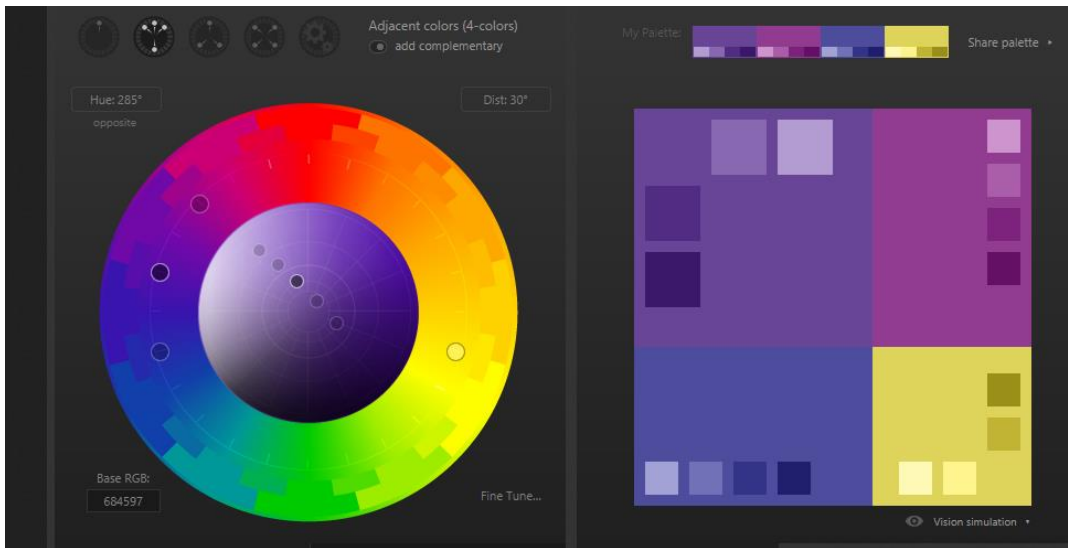 Adjacent colors (4-colors)
add complementary
Hue: 285°
opposite
Dist: 30°
Base RGB:
684597
Fine Tune...
My Palette:
Share palette
Vision simulation